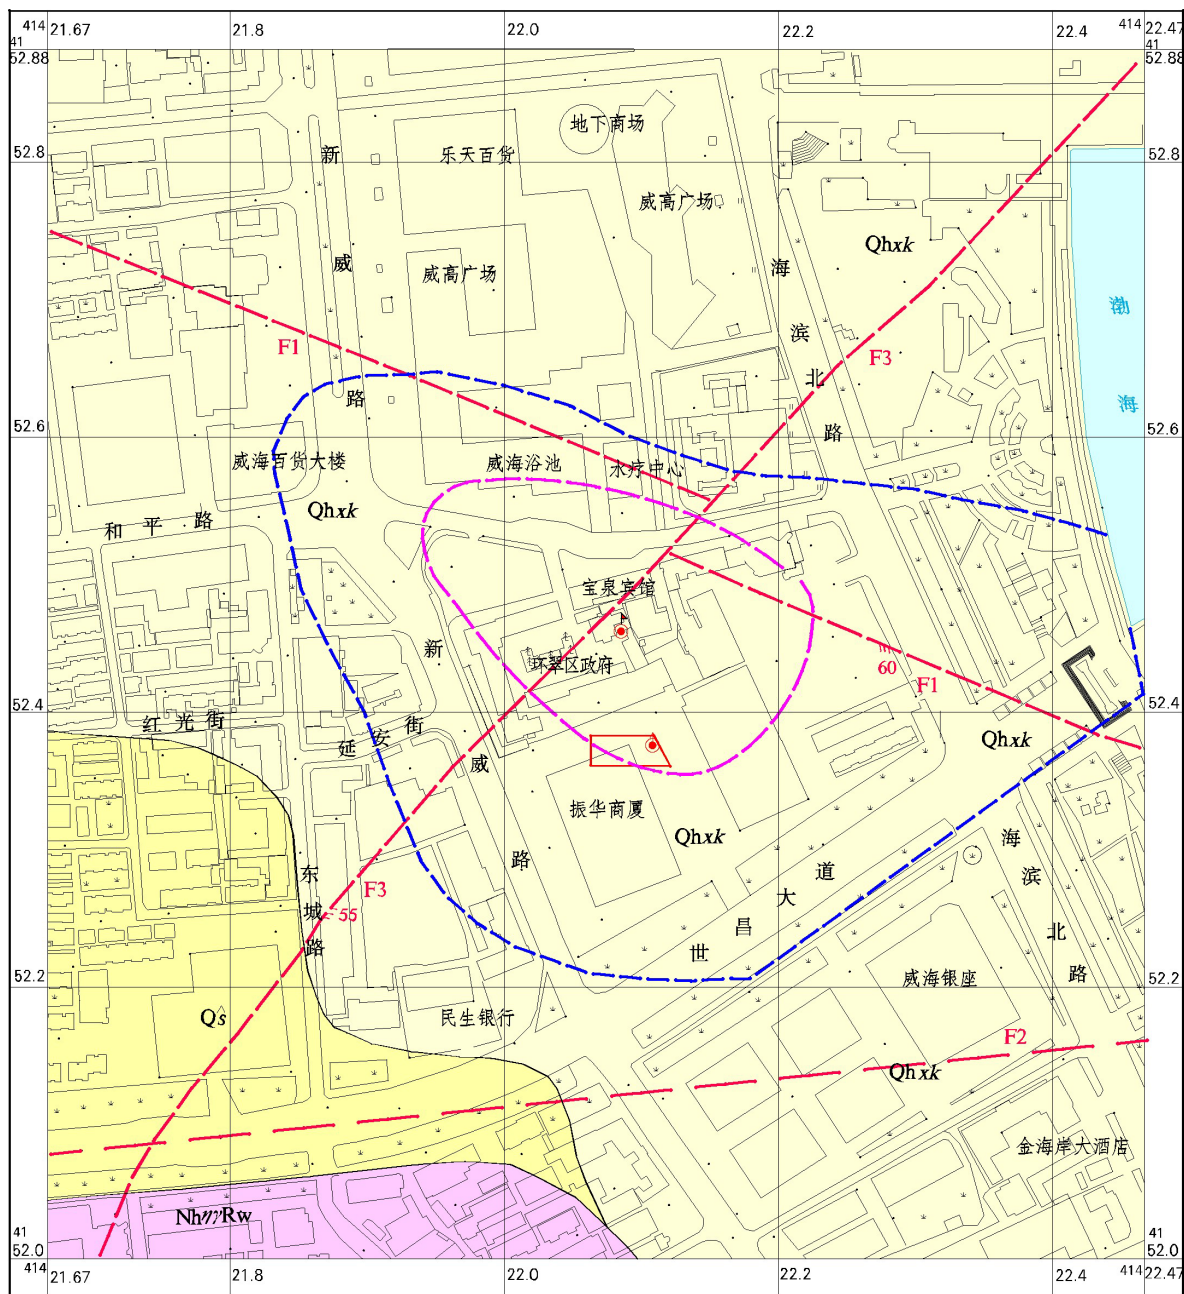 414
21.67
21.8
22.0
22.2
22.4
414
22.47
41
52.88
41
52.88
地下商场
新
乐天百货
52.8
52.8
威高广场
Qhxk
威
海
威高广场
渤
滨
F1
F3
北
路
海
路
52.6
52.6
威海百货大楼
威海浴池
水疗中心
Qhxk
和平路
宝泉宾馆
新
环翠区政府
60
F1
52.4
红光街
延安街
Qhxk
52.4
威
振华商厦
Qhxk
海
路
道
滨
东
F3
大
城
55
昌
北
路
世
路
52.2
威海银座
52.2
Q^s
民生银行
F2
Qhxk
金海岸大酒店
NhηγRw
41
52.0
41
52.0
414
21.67
21.8
22.0
22.2
22.4
414
22.47